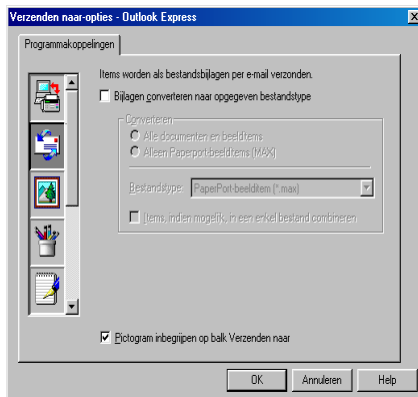 Verzenden naar-opties - Outlook Express
Programmakoppelingen
Items worden als bestandsbijlagen per e-mail verzonden.
Bijlagen converteren naar opgegeven bestandstype
Converteren
Alle documenten en beelditems
Alleen Paperport-beelditems (MAX)
Bestandstype: PaperPort-beelditem (*.max)
Items, indien mogelijk, in een enkel bestand combineren
Pictogram inbegrijpen op balk Verzenden naar
OK Annuleren Help